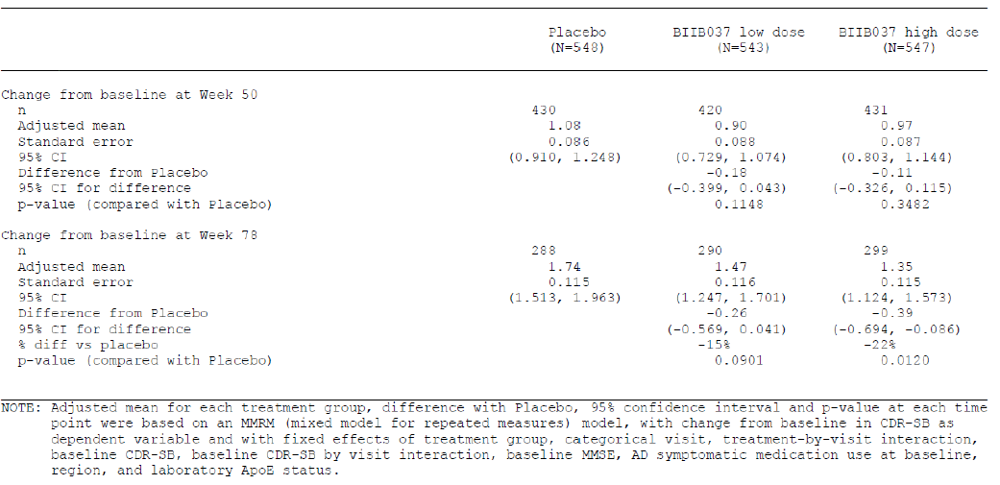 Placebo BIIB037 low dose BIIB037 high dose
(N=548) (N=543) (N=547)
Change from baseline at Week 50
n 430 420 431
Adjusted mean 1.08 0.90 0.97
Standard error 0.086 0.088 0.087
95% CI (0.910, 1.248) (0.729, 1.074) (0.803, 1.144)
Difference from Placebo -0.18 -0.11
95% CI for difference (-0.399, 0.043) (-0.326, 0.115)
p-value (compared with Placebo) 0.1148 0.3482
Change from baseline at Week 78
n 288 290 299
Adjusted mean 1.74 1.47 1.35
Standard error 0.115 0.116 0.115
95% CI (1.513, 1.963) (1.247, 1.701) (1.124, 1.573)
Difference from Placebo -0.26 -0.39
95% CI for difference (-0.569, 0.041) (-0.694, -0.086)
% diff vs placebo -15% -22%
p-value (compared with Placebo) 0.0901 0.0120
NOTE: Adjusted mean for each treatment group, difference with Placebo, 95% confidence interval and p-value at each time
point were based on an MMRM (mixed model for repeated measures) model, with change from baseline in CDR-SB as
dependent variable and with fixed effects of treatment group, categorical visit, treatment-by-visit interaction,
baseline CDR-SB, baseline CDR-SB by visit interaction, baseline MMSE, AD symptomatic medication use at baseline,
region, and laboratory ApoE status.